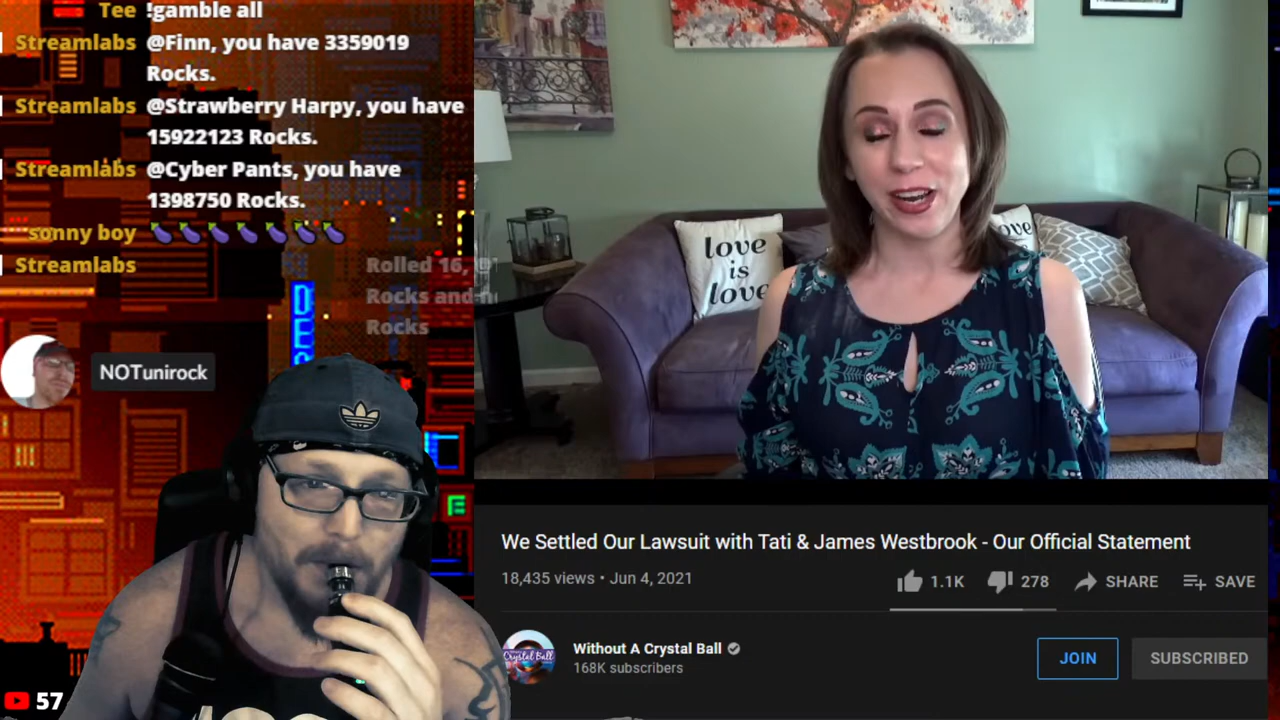 Tee !gamble all
Streamlabs @Finn, you have 3359019
Rocks.
Streamlabs @Strawberry Harpy, you have
15922123 Rocks.
Streamlabs @Cyber Pants, you have
1398750 Rocks.
sonny boy
Streamlabs Rolled 16,
Rocks and
Rocks
NOTunirock
57
love
is
love
love
We Settled Our Lawsuit with Tati & James Westbrook - Our Official Statement
18,435 views • Jun 4, 2021
1.1K 278 SHARE SAVE
Crystal Ball
Without A Crystal Ball
168K subscribers
JOIN SUBSCRIBED